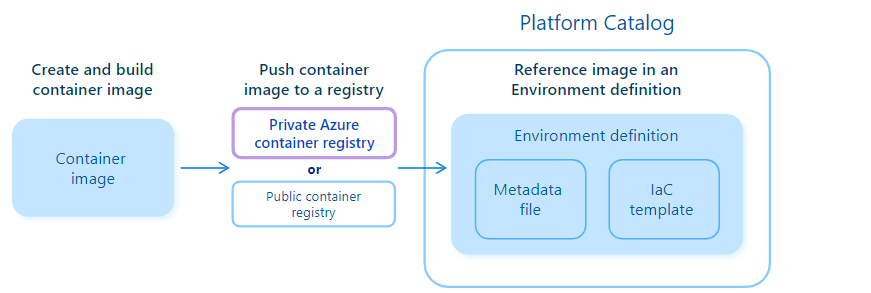 Platform Catalog
Create and build
container image
Push container
image to a registry
Reference image in an
Environment definition
Container
image
Private Azure
container registry
or
Public container
registry
Environment definition
Metadata
file
IaC
template